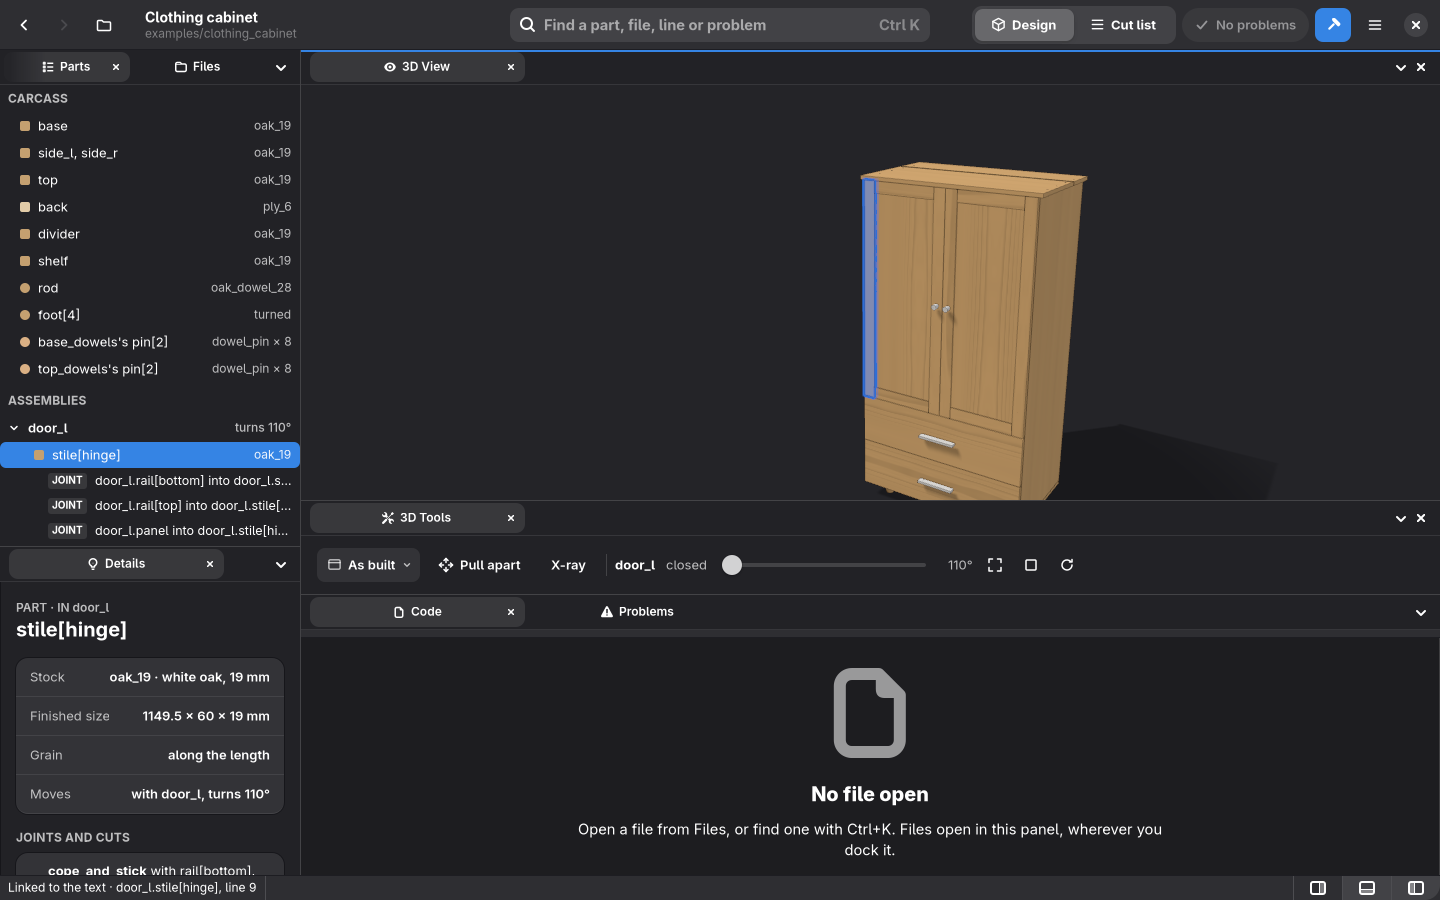 Clothing cabinet
examples/clothing_cabinet
Find a part, file, line or problem
Ctrl K
Design
Cut list
No problems
Parts
Files
3D View
CARCASS
base
oak_19
side_l, side_r
oak_19
top
oak_19
back
ply_6
divider
oak_19
shelf
oak_19
rod
oak_dowel_28
foot[4]
turned
base_dowels's pin[2]
dowel_pin × 8
top_dowels's pin[2]
dowel_pin × 8
ASSEMBLIES
door_l
turns 110°
stile[hinge]
oak_19
JOINT door_l.rail[bottom] into door_l.s...
JOINT door_l.rail[top] into door_l.stile[...
JOINT door_l.panel into door_l.stile[hi...
Details
PART · IN door_l
stile[hinge]
Stock
oak_19 · white oak, 19 mm
Finished size
1149.5 × 60 × 19 mm
Grain
along the length
Moves
with door_l, turns 110°
JOINTS AND CUTS
cope_and_stick with rail[bottom],
3D Tools
As built
Pull apart
X-ray
door_l closed
110°
Code
Problems
No file open
Open a file from Files, or find one with Ctrl+K. Files open in this panel, wherever you
dock it.
Linked to the text · door_l.stile[hinge], line 9